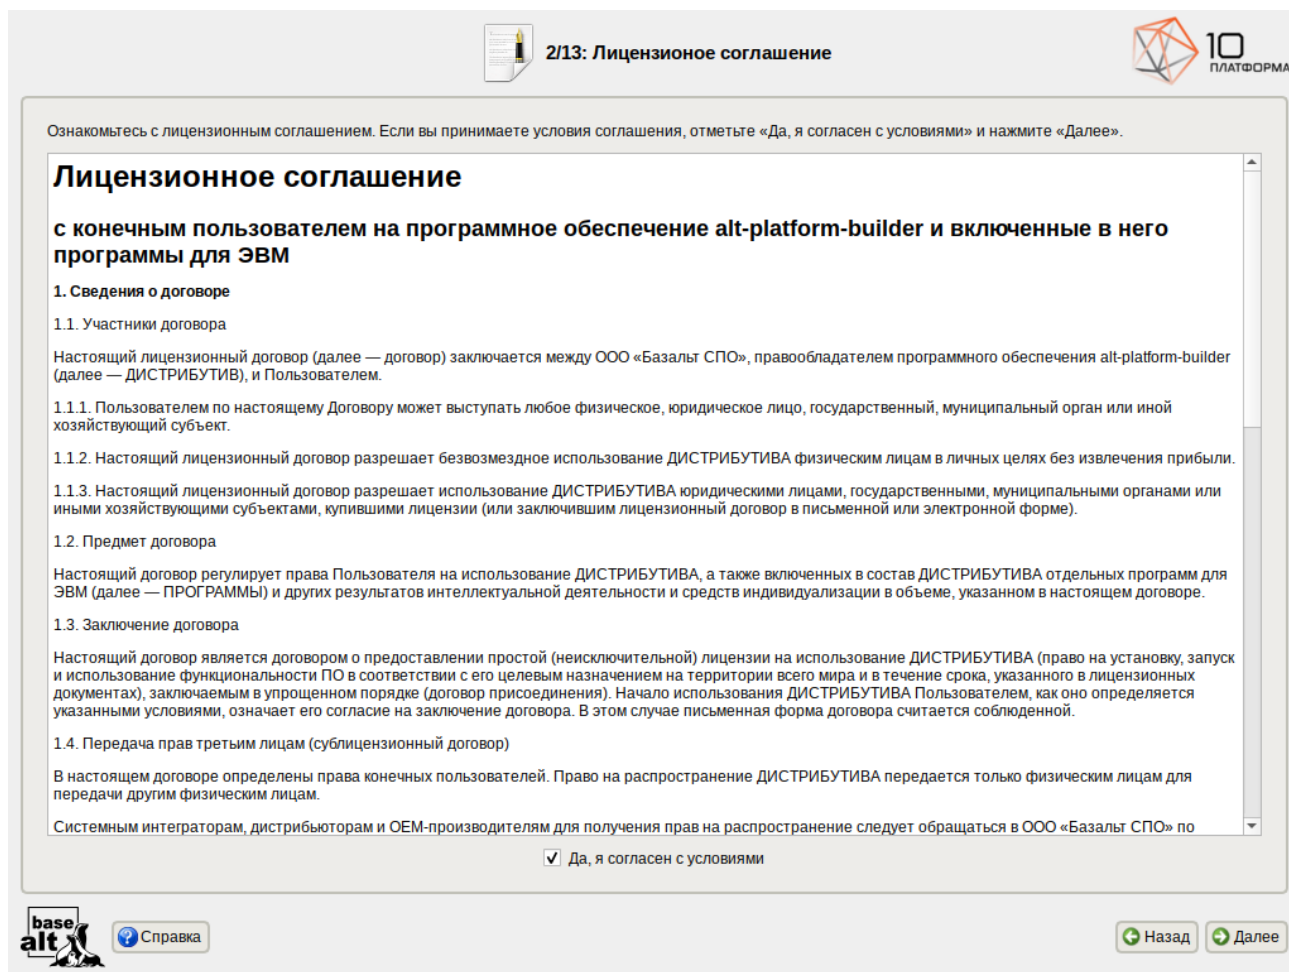 2/13: Лицензионое соглашение
10
ПЛАТФОРМА
Ознакомьтесь с лицензионным соглашением. Если вы принимаете условия соглашения, отметьте «Да, я согласен с условиями» и нажмите «Далее».
Лицензионное соглашение
с конечным пользователем на программное обеспечение alt-platform-builder и включенные в него
программы для ЭВМ
1. Сведения о договоре
1.1. Участники договора
Настоящий лицензионный договор (далее — договор) заключается между ООО «Базальт СПО», правообладателем программного обеспечения alt-platform-builder
(далее — ДИСТРИБУТИВ), и Пользователем.
1.1.1. Пользователем по настоящему Договору может выступать любое физическое, юридическое лицо, государственный, муниципальный орган или иной
хозяйствующий субъект.
1.1.2. Настоящий лицензионный договор разрешает безвозмездное использование ДИСТРИБУТИВА физическим лицам в личных целях без извлечения прибыли.
1.1.3. Настоящий лицензионный договор разрешает использование ДИСТРИБУТИВА юридическими лицами, государственными, муниципальными органами или
иными хозяйствующими субъектами, купившими лицензии (или заключившим лицензионный договор в письменной или электронной форме).
1.2. Предмет договора
Настоящий договор регулирует права Пользователя на использование ДИСТРИБУТИВА, а также включенных в состав ДИСТРИБУТИВА отдельных программ для
ЭВМ (далее — ПРОГРАММЫ) и других результатов интеллектуальной деятельности и средств индивидуализации в объеме, указанном в настоящем договоре.
1.3. Заключение договора
Настоящий договор является договором о предоставлении простой (неисключительной) лицензии на использование ДИСТРИБУТИВА (право на установку, запуск
и использование функциональности ПО в соответствии с его целевым назначением на территории всего мира и в течение срока, указанного в лицензионных
документах), заключаемым в упрощенном порядке (договор присоединения). Начало использования ДИСТРИБУТИВА Пользователем, как оно определяется
указанными условиями, означает его согласие на заключение договора. В этом случае письменная форма договора считается соблюденной.
1.4. Передача прав третьим лицам (сублицензионный договор)
В настоящем договоре определены права конечных пользователей. Право на распространение ДИСТРИБУТИВА передается только физическим лицам для
передачи другим физическим лицам.
Системным интеграторам, дистрибьюторам и OEM-производителям для получения прав на распространение следует обращаться в ООО «Базальт СПО» по
Да, я согласен с условиями
base
alt
Справка
Назад
Далее